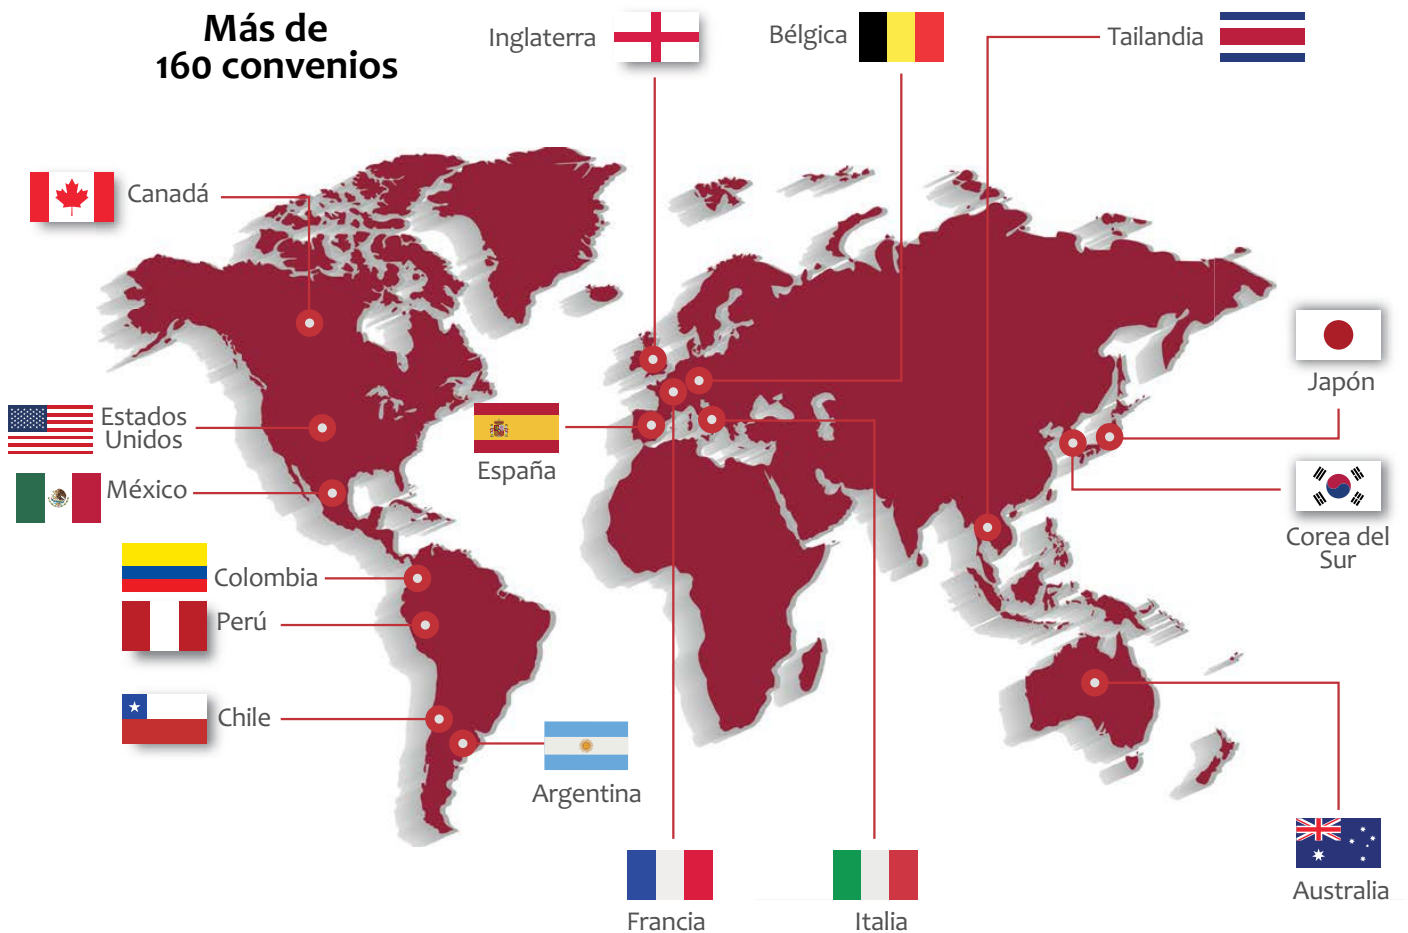 Más de
160 convenios
Inglaterra
Bélgica
Tailandia
Canadá
Japón
Estados
Unidos
España
México
Corea del
Sur
Colombia
Perú
Chile
Argentina
Australia
Francia
Italia